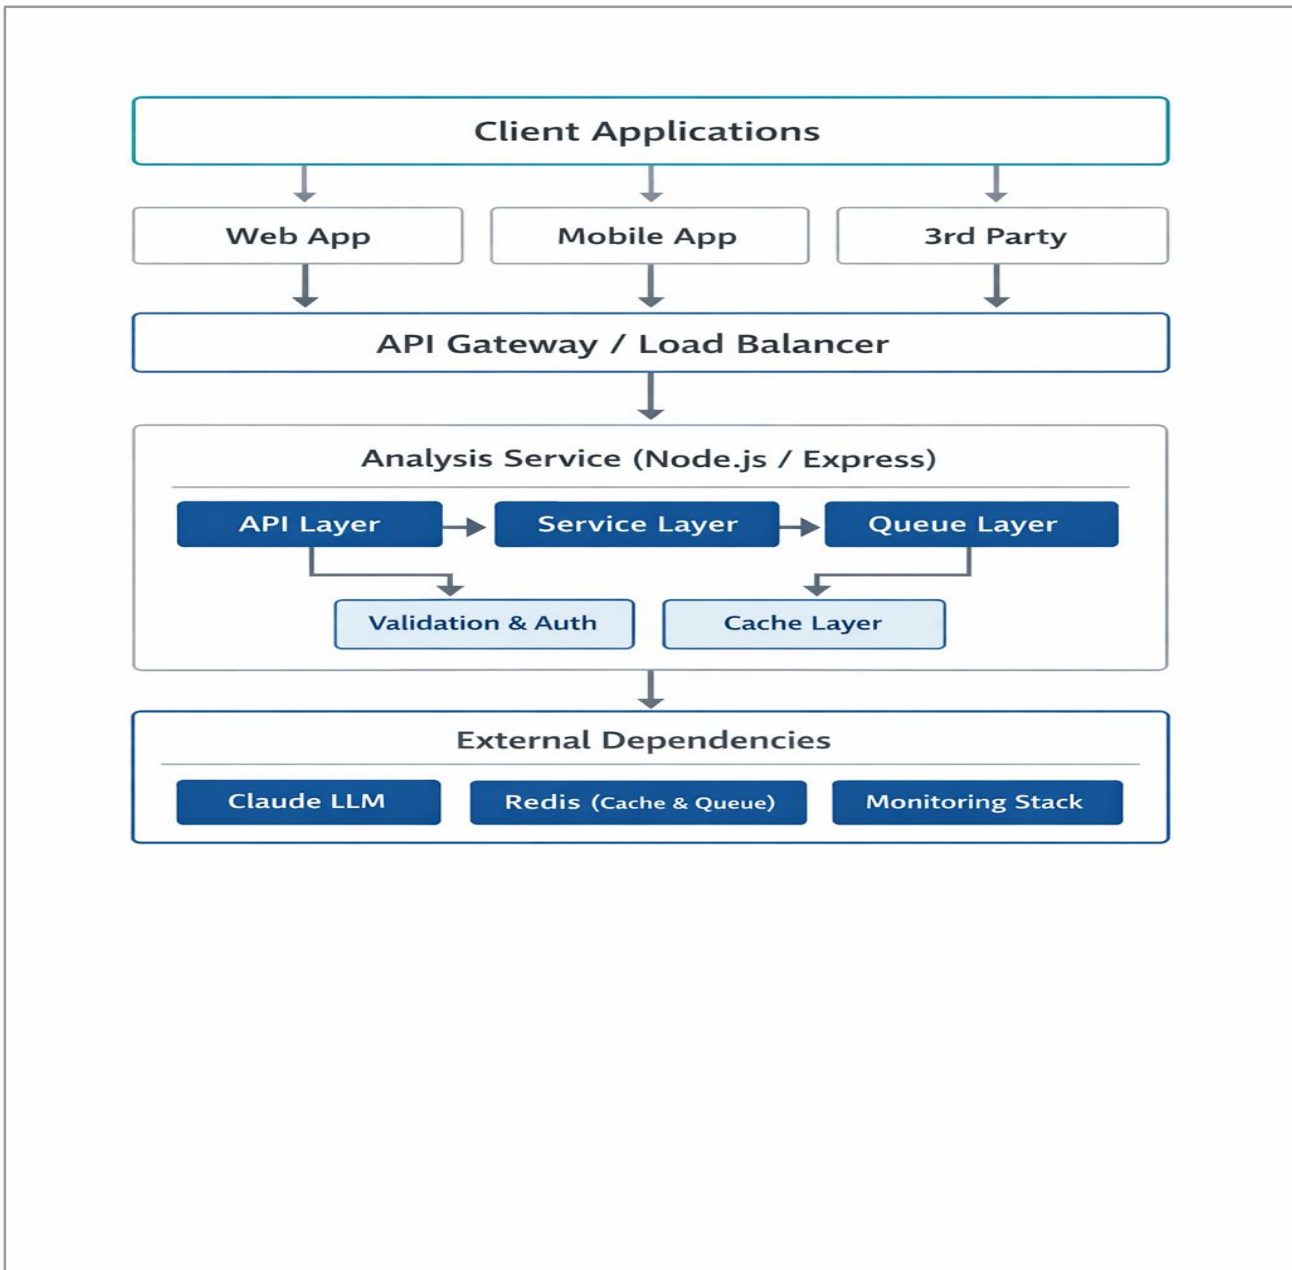 Client Applications
Web App
Mobile App
3rd Party
API Gateway / Load Balancer
Analysis Service (Node.js / Express)
API Layer
Service Layer
Queue Layer
Validation & Auth
Cache Layer
External Dependencies
Claude LLM
Redis (Cache & Queue)
Monitoring Stack